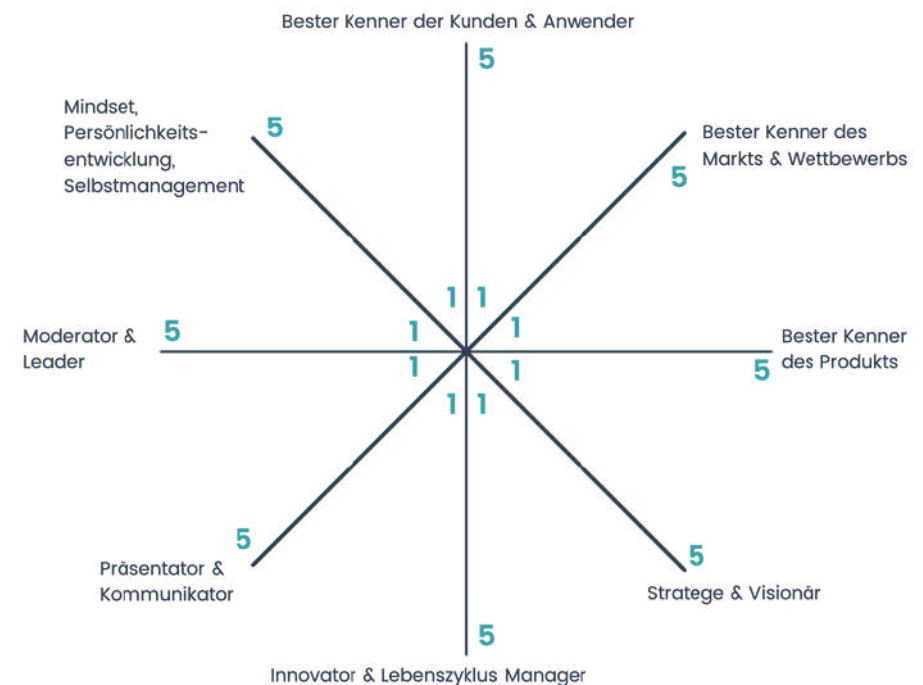 Bester Kenner der Kunden & Anwender
5
Mindset,
Persönlichkeits-
entwicklung,
Selbstmanagement
5
Bester Kenner des
Markts & Wettbewerbs
5
1 1
1 1
Moderator &
Leader
5
Bester Kenner
des Produkts
5
1 1
1 1
5
Präsentator &
Kommunikator
5
Stratege & Visionär
5
Innovator & Lebenszyklus Manager